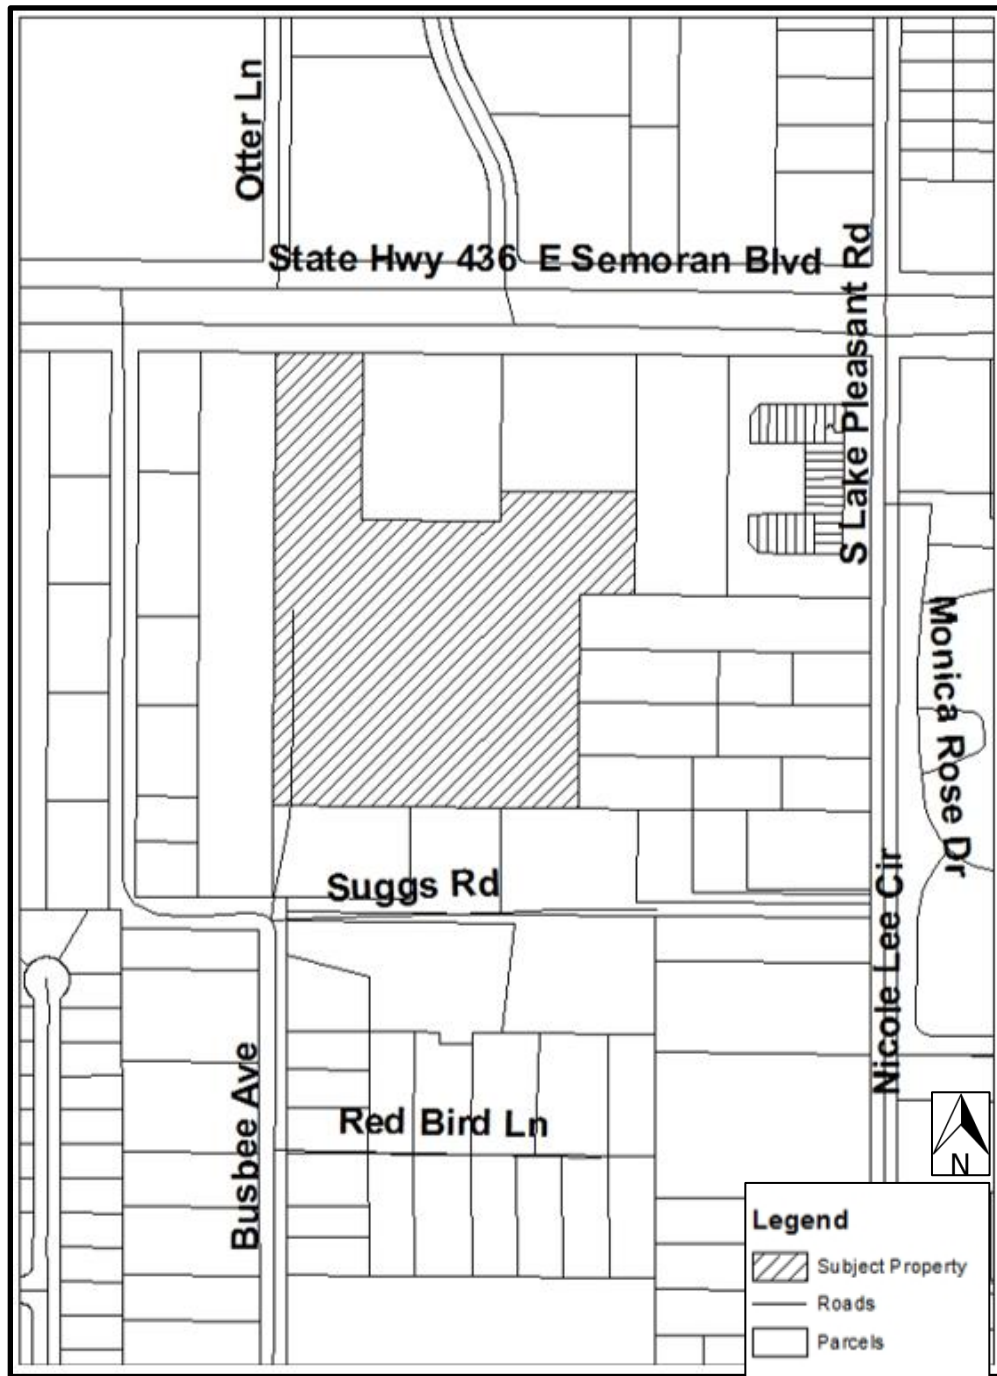 Otter Ln
State Hwy 436 E Semoran Blvd
S Lake Pleasant Rd
Monica Rose Dr
Suggs Rd
Nicole Lee Cir
Busbee Ave
Red Bird Ln
N
Legend
Subject Property
Roads
Parcels